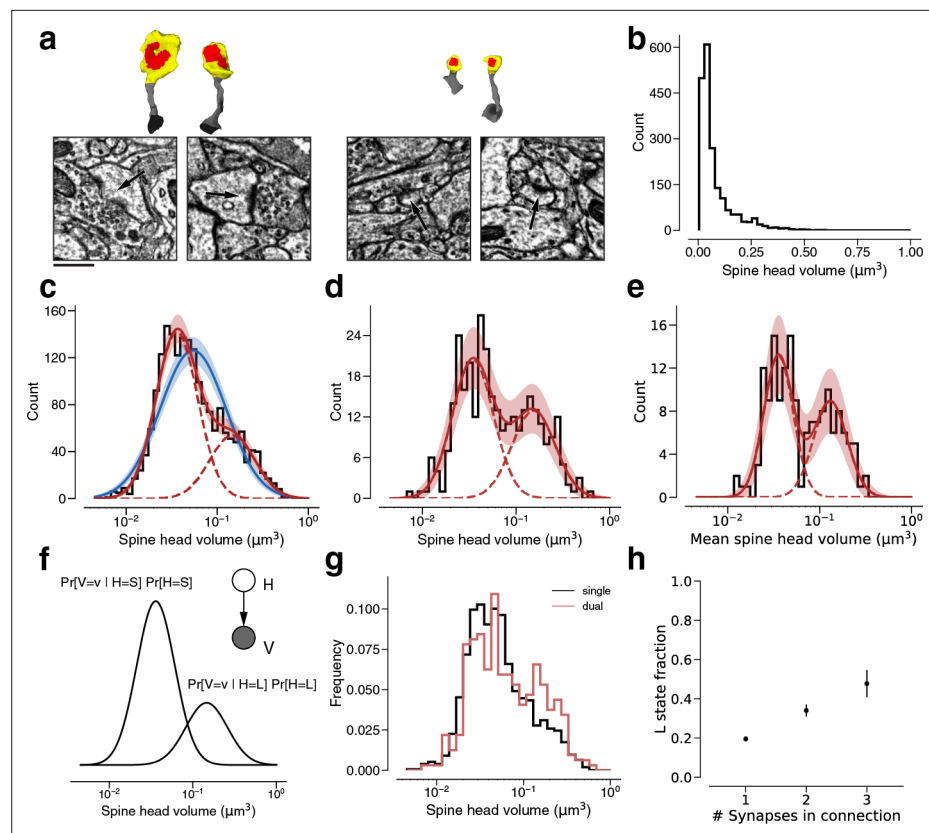 a
b
600
450
300
150
0
Count
0.00 0.25 0.50 0.75 1.00
Spine head volume (μm³)
c
160
120
80
40
0
Count
10⁻² 10⁻¹ 10⁰
Spine head volume (μm³)
d
24
18
12
6
0
Count
10⁻² 10⁻¹ 10⁰
Spine head volume (μm³)
e
16
12
8
4
0
Count
10⁻² 10⁻¹ 10⁰
Mean spine head volume (μm³)
f
Pr[V=v | H=S] Pr[H=S]
H
V
Pr[V=v | H=L] Pr[H=L]
10⁻² 10⁻¹ 10⁰
Spine head volume (μm³)
g
single
dual
0.100
0.075
0.050
0.025
0.000
Frequency
10⁻² 10⁻¹ 10⁰
Spine head volume (μm³)
h
1.0
0.8
0.6
0.4
0.2
0.0
L state fraction
1 2 3
# Synapses in connection